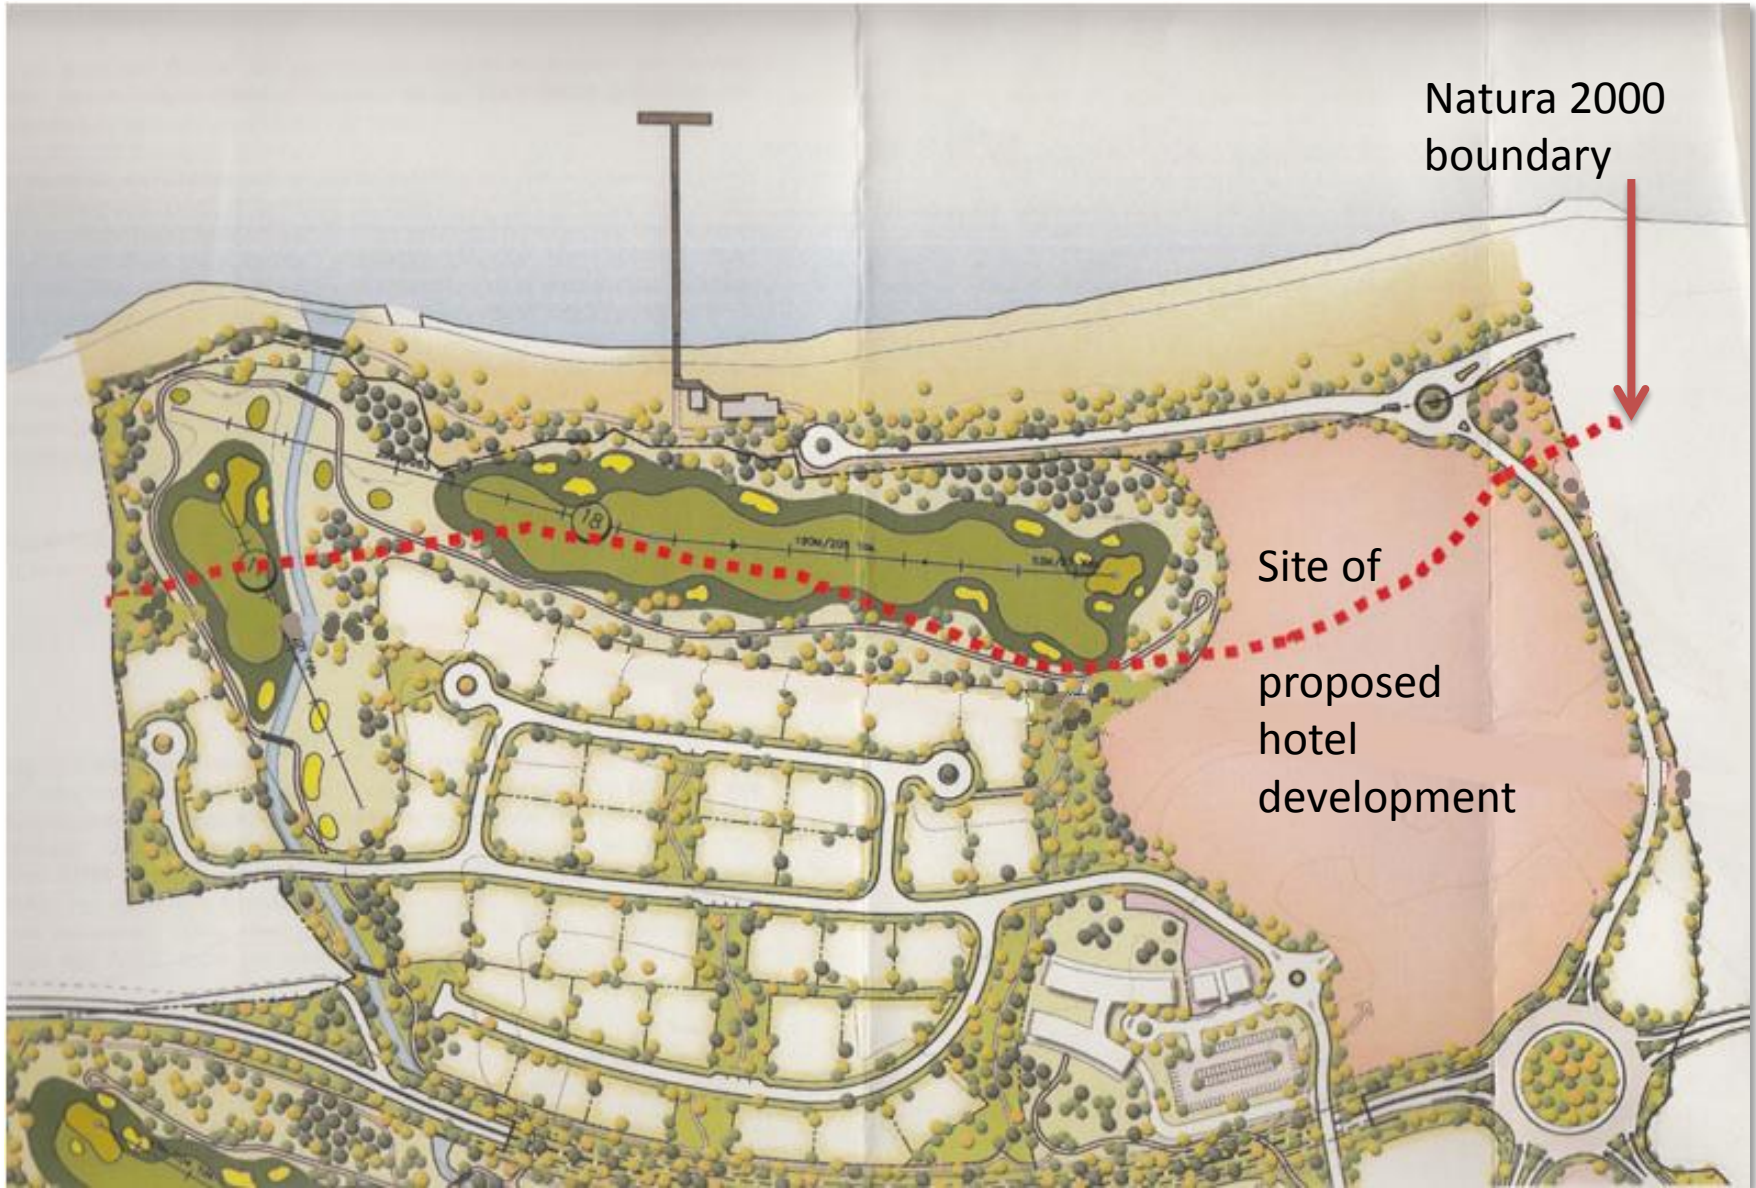 Natura 2000
boundary
18
Site of
proposed
hotel
development